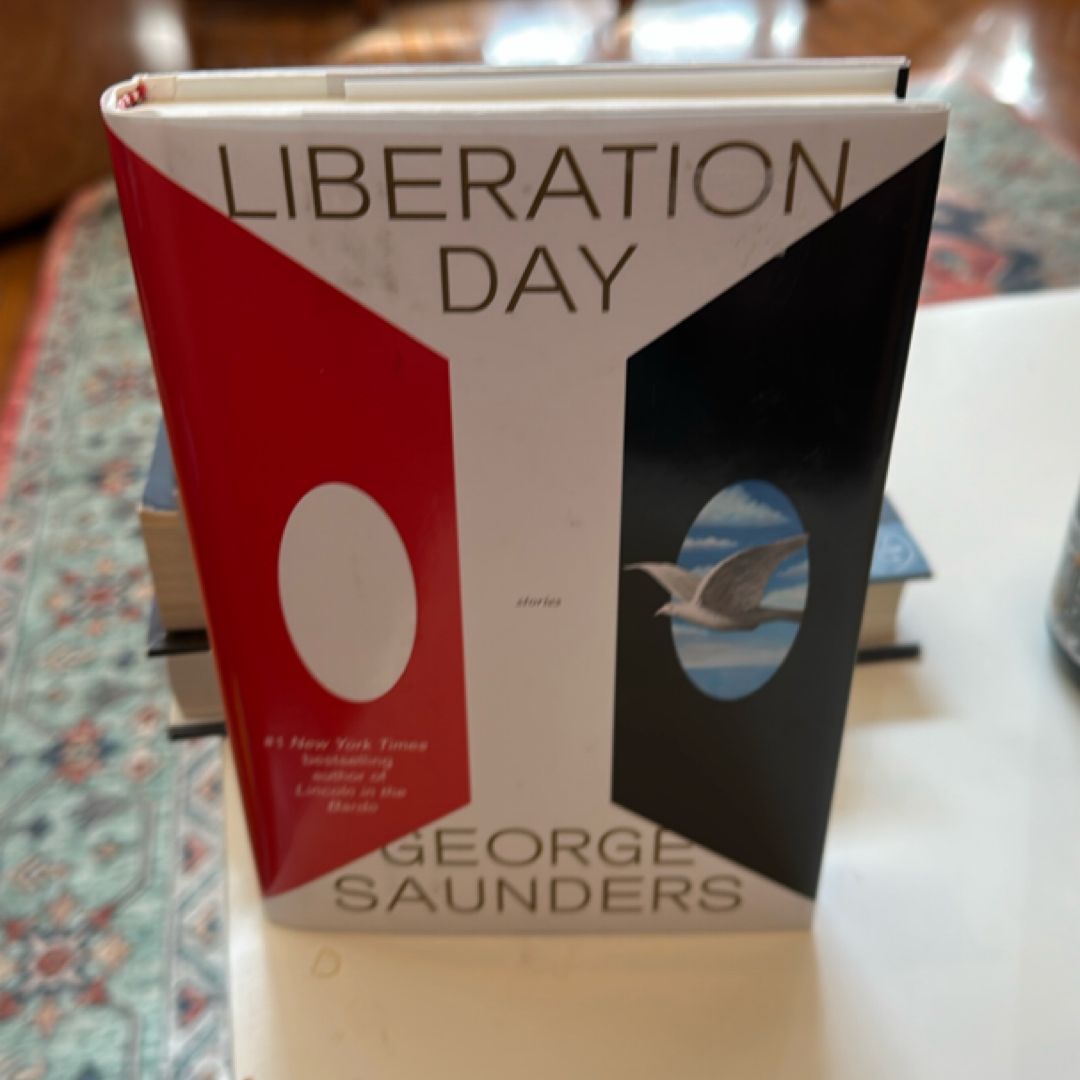 LIBERATION
DAY
stories
#1 New York Times
bestselling
author of
Lincoln in the
Bardo
GEORGE
SAUNDERS